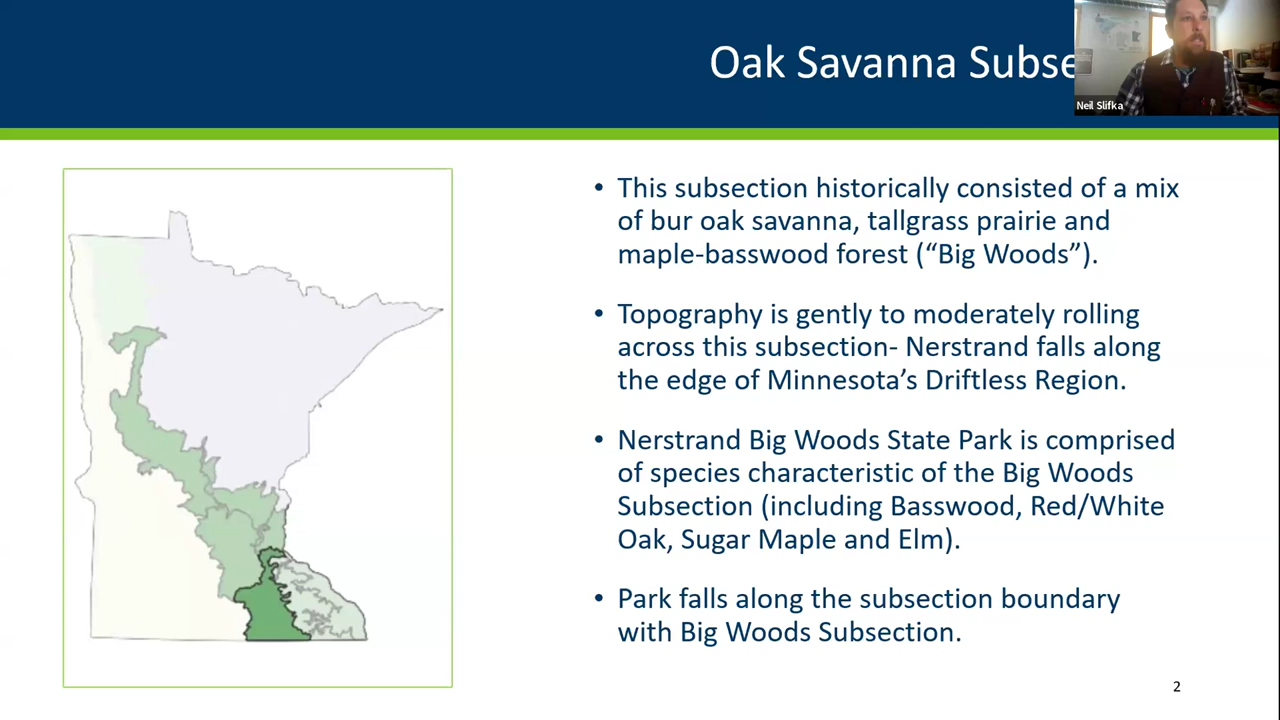 Oak Savanna Subse
Neil Slifka
• This subsection historically consisted of a mix
of bur oak savanna, tallgrass prairie and
maple-basswood forest (“Big Woods”).
• Topography is gently to moderately rolling
across this subsection- Nerstrand falls along
the edge of Minnesota’s Driftless Region.
• Nerstrand Big Woods State Park is comprised
of species characteristic of the Big Woods
Subsection (including Basswood, Red/White
Oak, Sugar Maple and Elm).
• Park falls along the subsection boundary
with Big Woods Subsection.
2